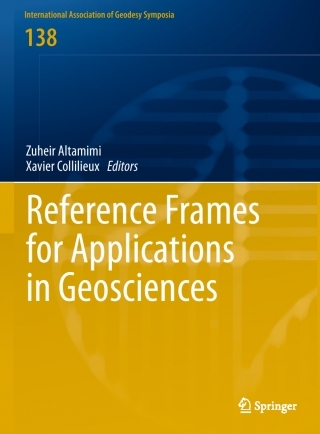 International Association of Geodesy Symposia
138
Zuheir Altamimi
Xavier Collilieux Editors
Reference Frames
for Applications
in Geosciences
Springer